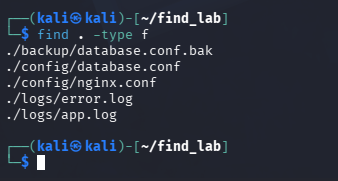 ┌──(kali㉿kali)-[~/find_lab]
└─$ find . -type f
./backup/database.conf.bak
./config/database.conf
./config/nginx.conf
./logs/error.log
./logs/app.log
┌──(kali㉿kali)-[~/find_lab]
└─$